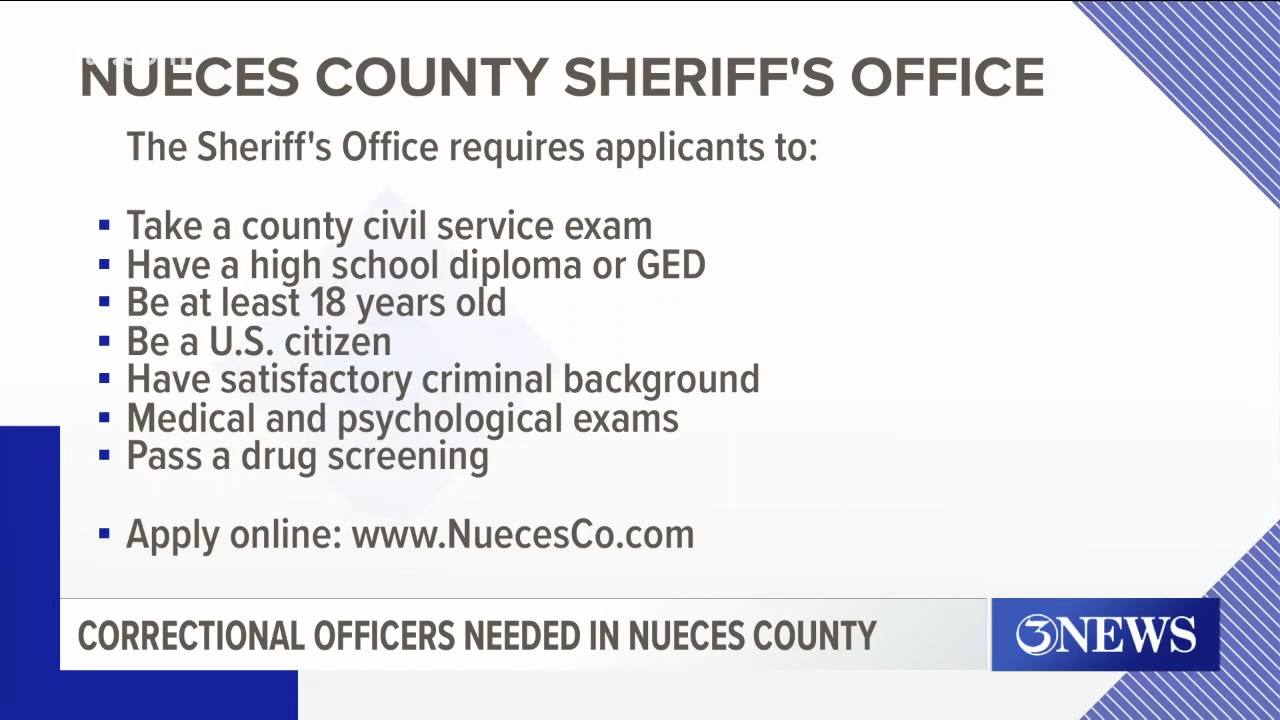 NUECES COUNTY SHERIFF'S OFFICE
The Sheriff's Office requires applicants to:
▪ Take a county civil service exam
▪ Have a high school diploma or GED
▪ Be at least 18 years old
▪ Be a U.S. citizen
▪ Have satisfactory criminal background
▪ Medical and psychological exams
▪ Pass a drug screening
▪ Apply online: www.NuecesCo.com
CORRECTIONAL OFFICERS NEEDED IN NUECES COUNTY
3NEWS